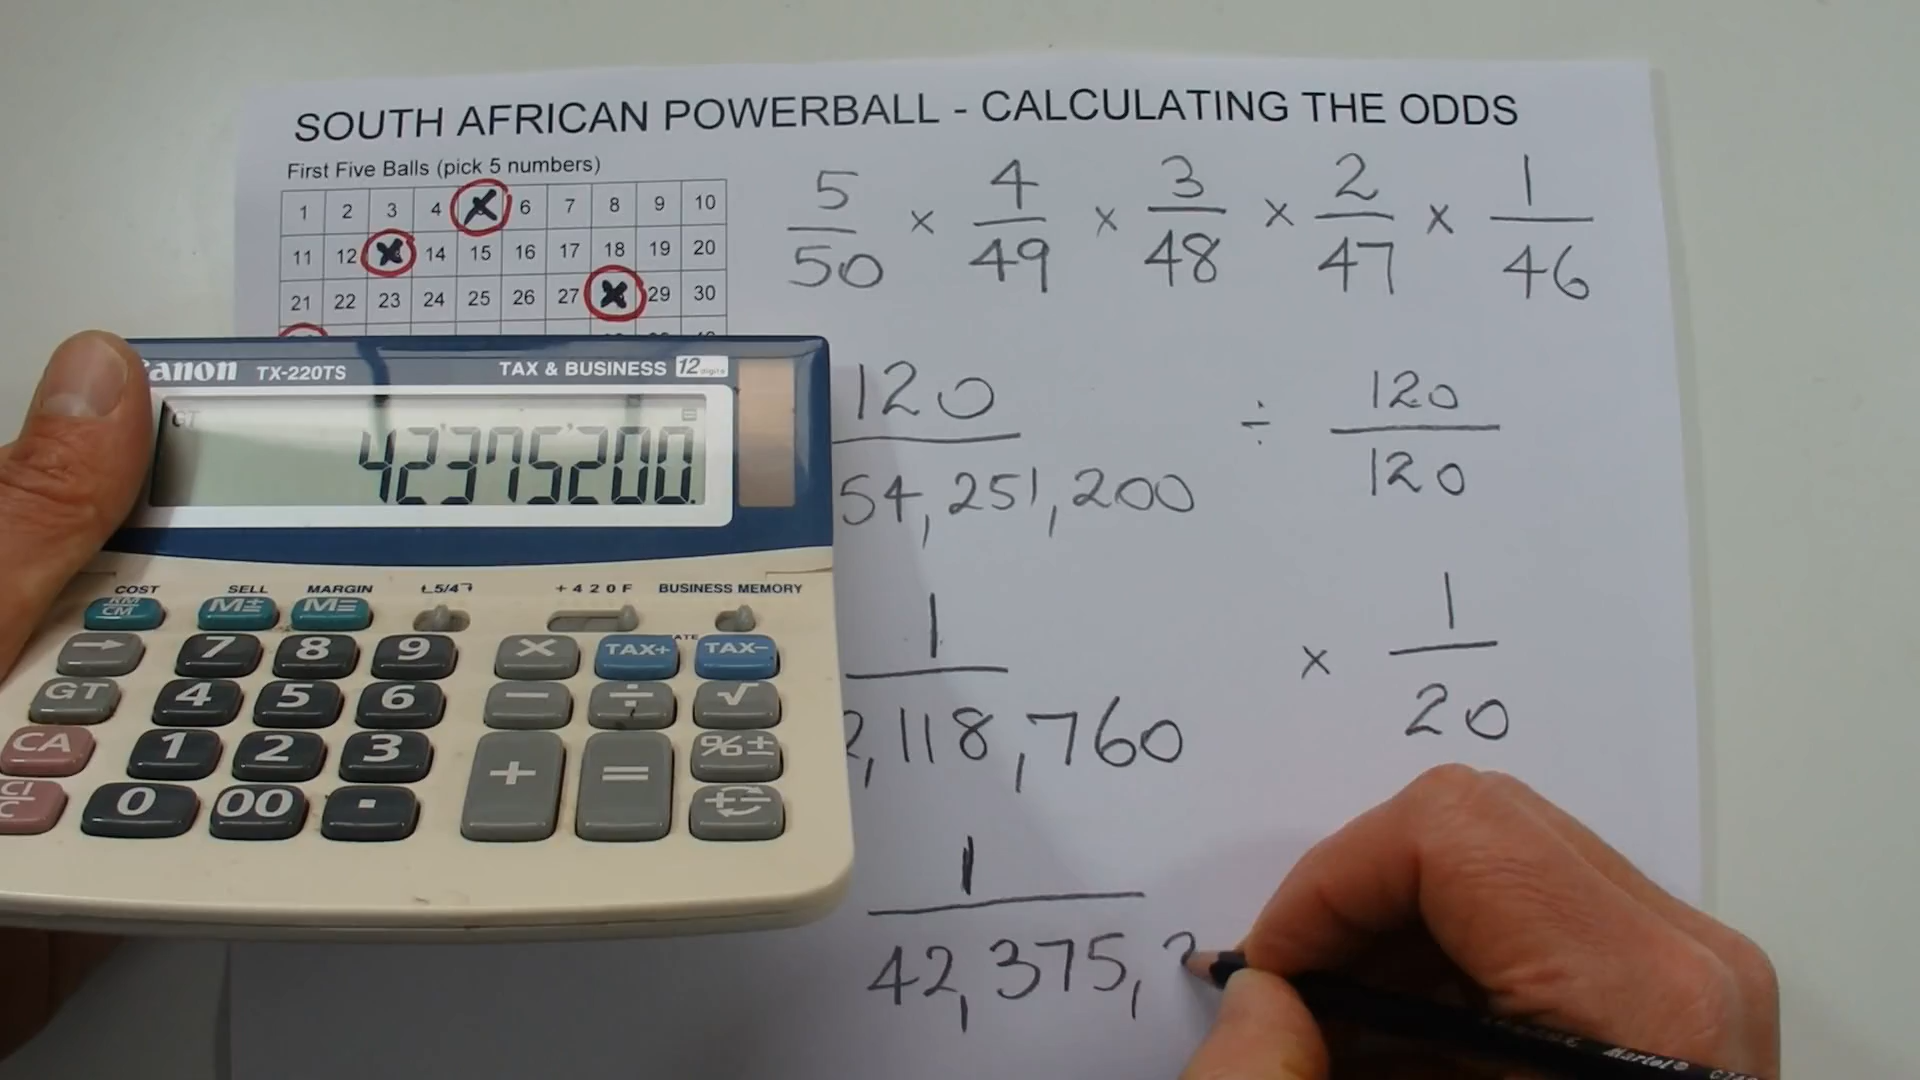 SOUTH AFRICAN POWERBALL - CALCULATING THE ODDS
First Five Balls (pick 5 numbers)
1 2 3 4 6 7 8 9 10
11 12 14 15 16 17 18 19 20
21 22 23 24 25 26 27 29 30
5/50 × 4/49 × 3/48 × 2/47 × 1/46
120 ÷ 120/120
54,251,200
1 × 1/20
2,118,760
1
42,375,2
Canon TX-220TS TAX & BUSINESS 12 digits
GT =
42'375'200.
COST SELL MARGIN 5/4 + 4 2 0 F BUSINESS MEMORY
RM/CM M± M=
→ 7 8 9 × TAX+ TAX-
GT 4 5 6 − ÷ √
CA 1 2 3 + = %±
CI/C 0 00 .